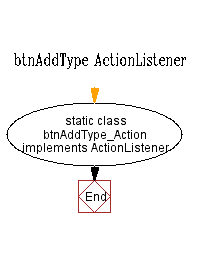 btnAddType ActionListener
static class
btnAddType_Action
implements ActionListener
End